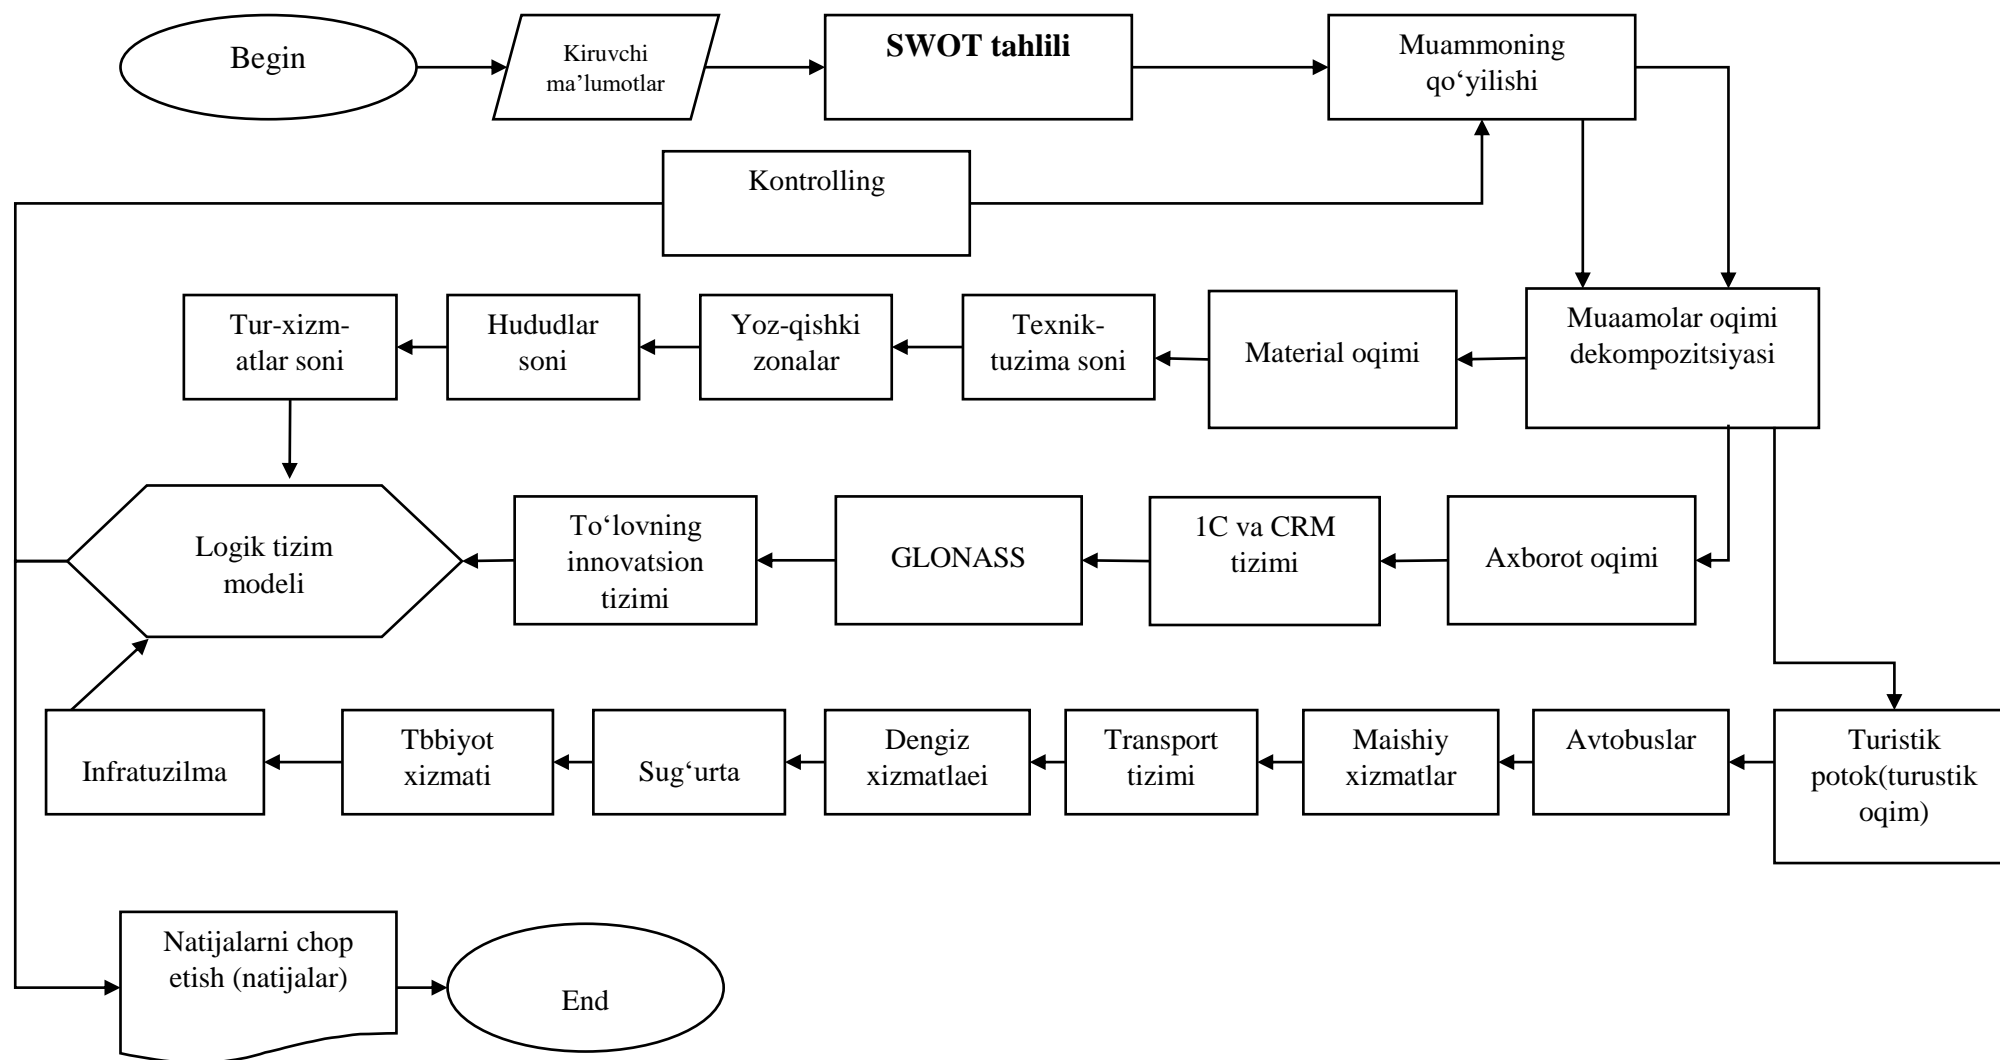 Begin
Kiruvchi
ma’lumotlar
SWOT tahlili
Muammoning
qo‘yilishi
Kontrolling
Tur-xizm-
atlar soni
Hududlar
soni
Yoz-qishki
zonalar
Texnik-
tuzima soni
Material oqimi
Muaamolar oqimi
dekompozitsiyasi
Logik tizim
modeli
To‘lovning
innovatsion
tizimi
GLONASS
1C va CRM
tizimi
Axborot oqimi
Infratuzilma
Tbbiyot
xizmati
Sug‘urta
Dengiz
xizmatlaei
Transport
tizimi
Maishiy
xizmatlar
Avtobuslar
Turistik
potok(turustik
oqim)
Natijalarni chop
etish (natijalar)
End